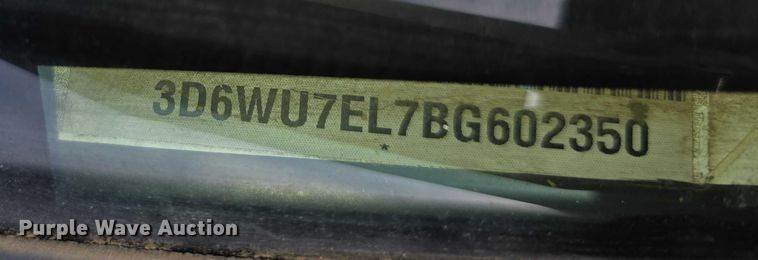 3D6WU7EL7BG602350
*
Purple Wave Auction